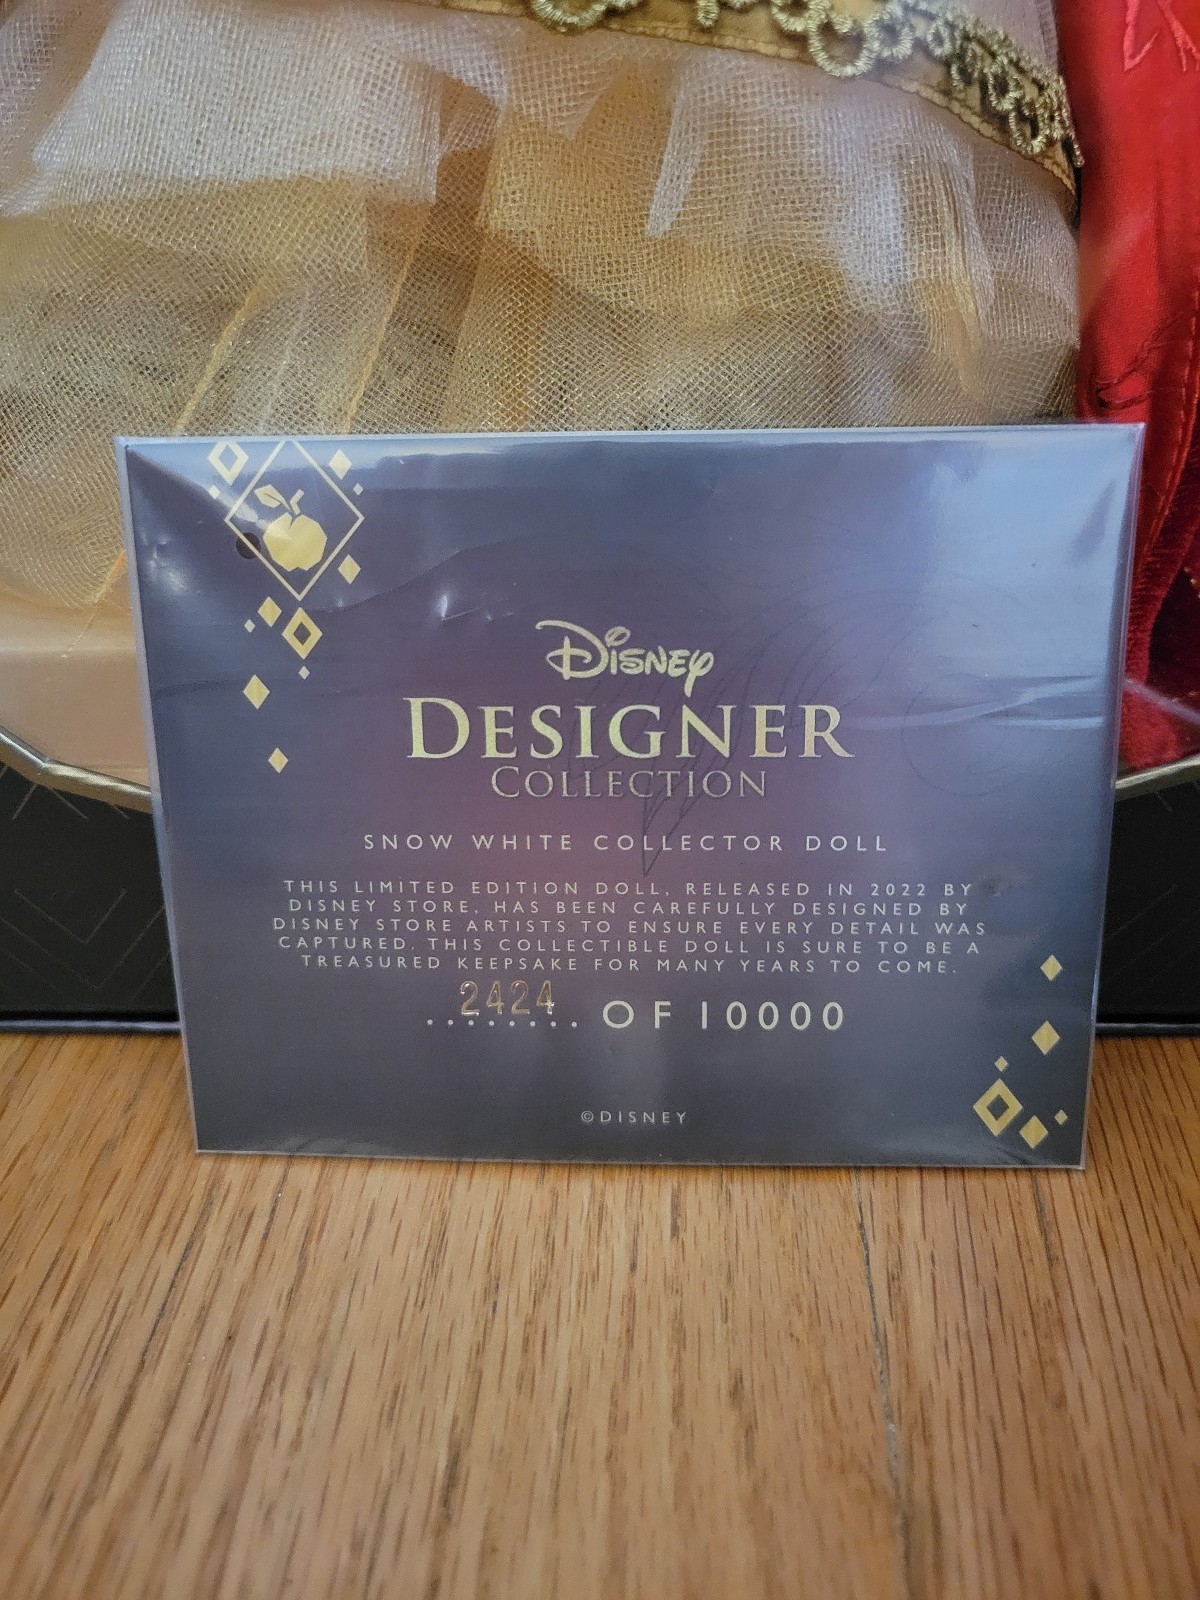 Disney
DESIGNER
COLLECTION
SNOW WHITE COLLECTOR DOLL
THIS LIMITED EDITION DOLL, RELEASED IN 2022 BY
DISNEY STORE, HAS BEEN CAREFULLY DESIGNED BY
DISNEY STORE ARTISTS TO ENSURE EVERY DETAIL WAS
CAPTURED. THIS COLLECTIBLE DOLL IS SURE TO BE A
TREASURED KEEPSAKE FOR MANY YEARS TO COME.
2424 ........ OF 10000
©DISNEY